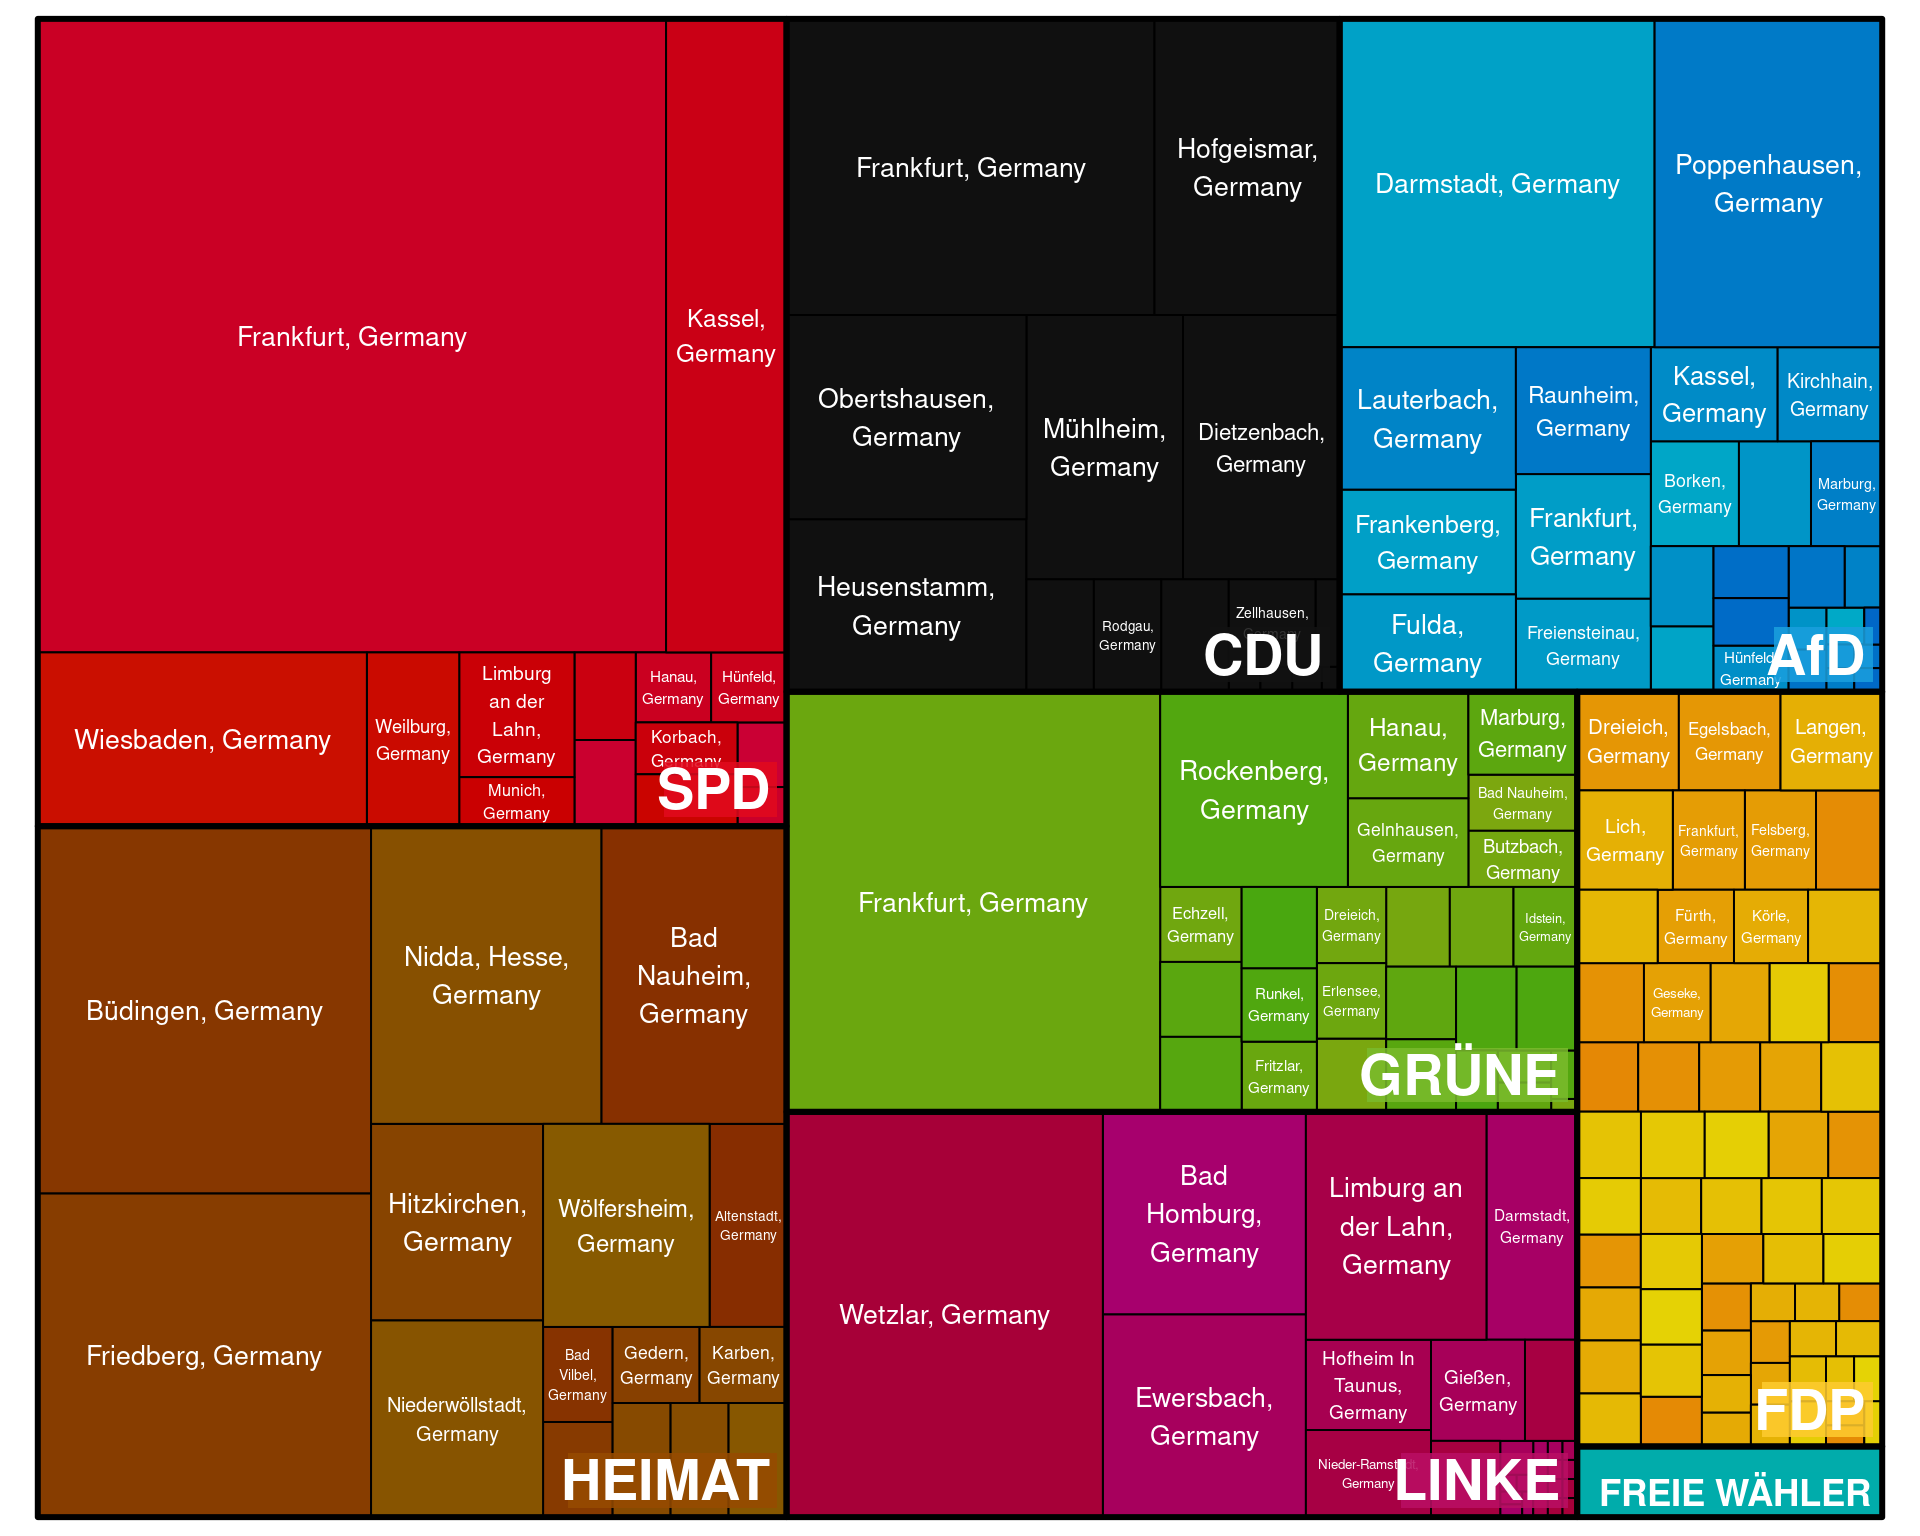 Frankfurt, Germany
Kassel,
Germany
Wiesbaden, Germany
Weilburg,
Germany
Limburg
an der
Lahn,
Germany
Munich,
Germany
Hanau,
Germany
Hünfeld,
Germany
Korbach,
Germany
SPD
Büdingen, Germany
Friedberg, Germany
Nidda, Hesse,
Germany
Bad
Nauheim,
Germany
Hitzkirchen,
Germany
Niederwöllstadt,
Germany
Wölfersheim,
Germany
Altenstadt,
Germany
Bad
Vilbel,
Germany
Gedern,
Germany
Karben,
Germany
HEIMAT
Frankfurt, Germany
Hofgeismar,
Germany
Obertshausen,
Germany
Heusenstamm,
Germany
Mühlheim,
Germany
Dietzenbach,
Germany
Rodgau,
Germany
Zellhausen,
Germany
CDU
Darmstadt, Germany
Poppenhausen,
Germany
Lauterbach,
Germany
Frankenberg,
Germany
Fulda,
Germany
Raunheim,
Germany
Frankfurt,
Germany
Freiensteinau,
Germany
Kassel,
Germany
Kirchhain,
Germany
Borken,
Germany
Marburg,
Germany
Hünfeld,
Germany
AfD
Frankfurt, Germany
Rockenberg,
Germany
Hanau,
Germany
Gelnhausen,
Germany
Marburg,
Germany
Bad Nauheim,
Germany
Butzbach,
Germany
Echzell,
Germany
Runkel,
Germany
Fritzlar,
Germany
Dreieich,
Germany
Erlensee,
Germany
Idstein,
Germany
GRÜNE
Wetzlar, Germany
Bad
Homburg,
Germany
Ewersbach,
Germany
Limburg an
der Lahn,
Germany
Darmstadt,
Germany
Hofheim In
Taunus,
Germany
Gießen,
Germany
Nieder-Ramstadt,
Germany
LINKE
Dreieich,
Germany
Egelsbach,
Germany
Langen,
Germany
Lich,
Germany
Frankfurt,
Germany
Felsberg,
Germany
Fürth,
Germany
Körle,
Germany
Geseke,
Germany
FDP
FREIE WÄHLER